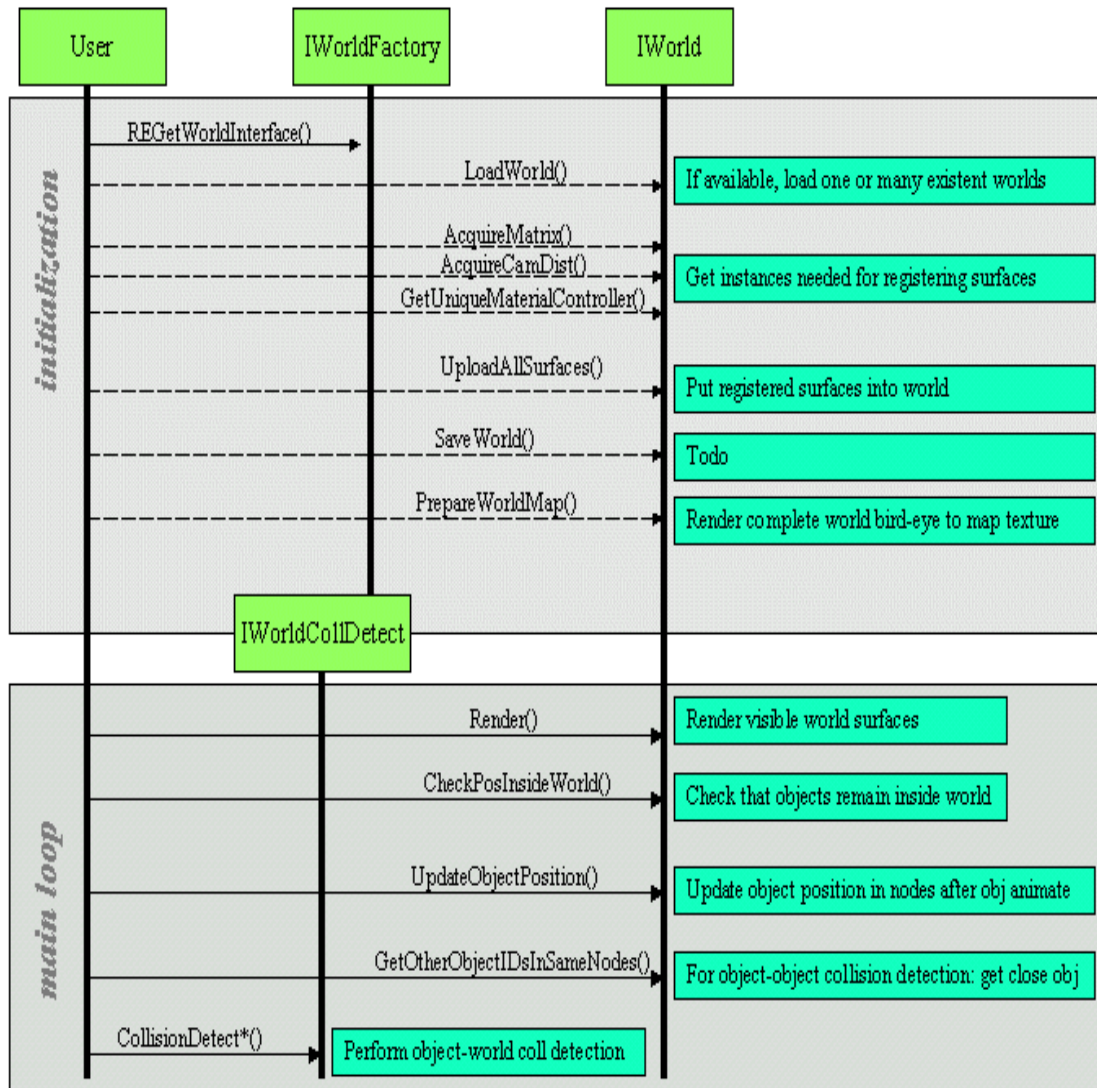 User
IWorldFactory
IWorld
initialization
REGetWorldInterface()
LoadWorld()
If available, load one or many existent worlds
AcquireMatrix()
AcquireCamDist()
Get instances needed for registering surfaces
GetUniqueMaterialController()
UploadAllSurfaces()
Put registered surfaces into world
SaveWorld()
Todo
PrepareWorldMap()
Render complete world bird-eye to map texture
IWorldCollDetect
main loop
Render()
Render visible world surfaces
CheckPosInsideWorld()
Check that objects remain inside world
UpdateObjectPosition()
Update object position in nodes after obj animate
GetOtherObjectIDsInSameNodes()
For object-object collision detection: get close obj
CollisionDetect*()
Perform object-world coll detection